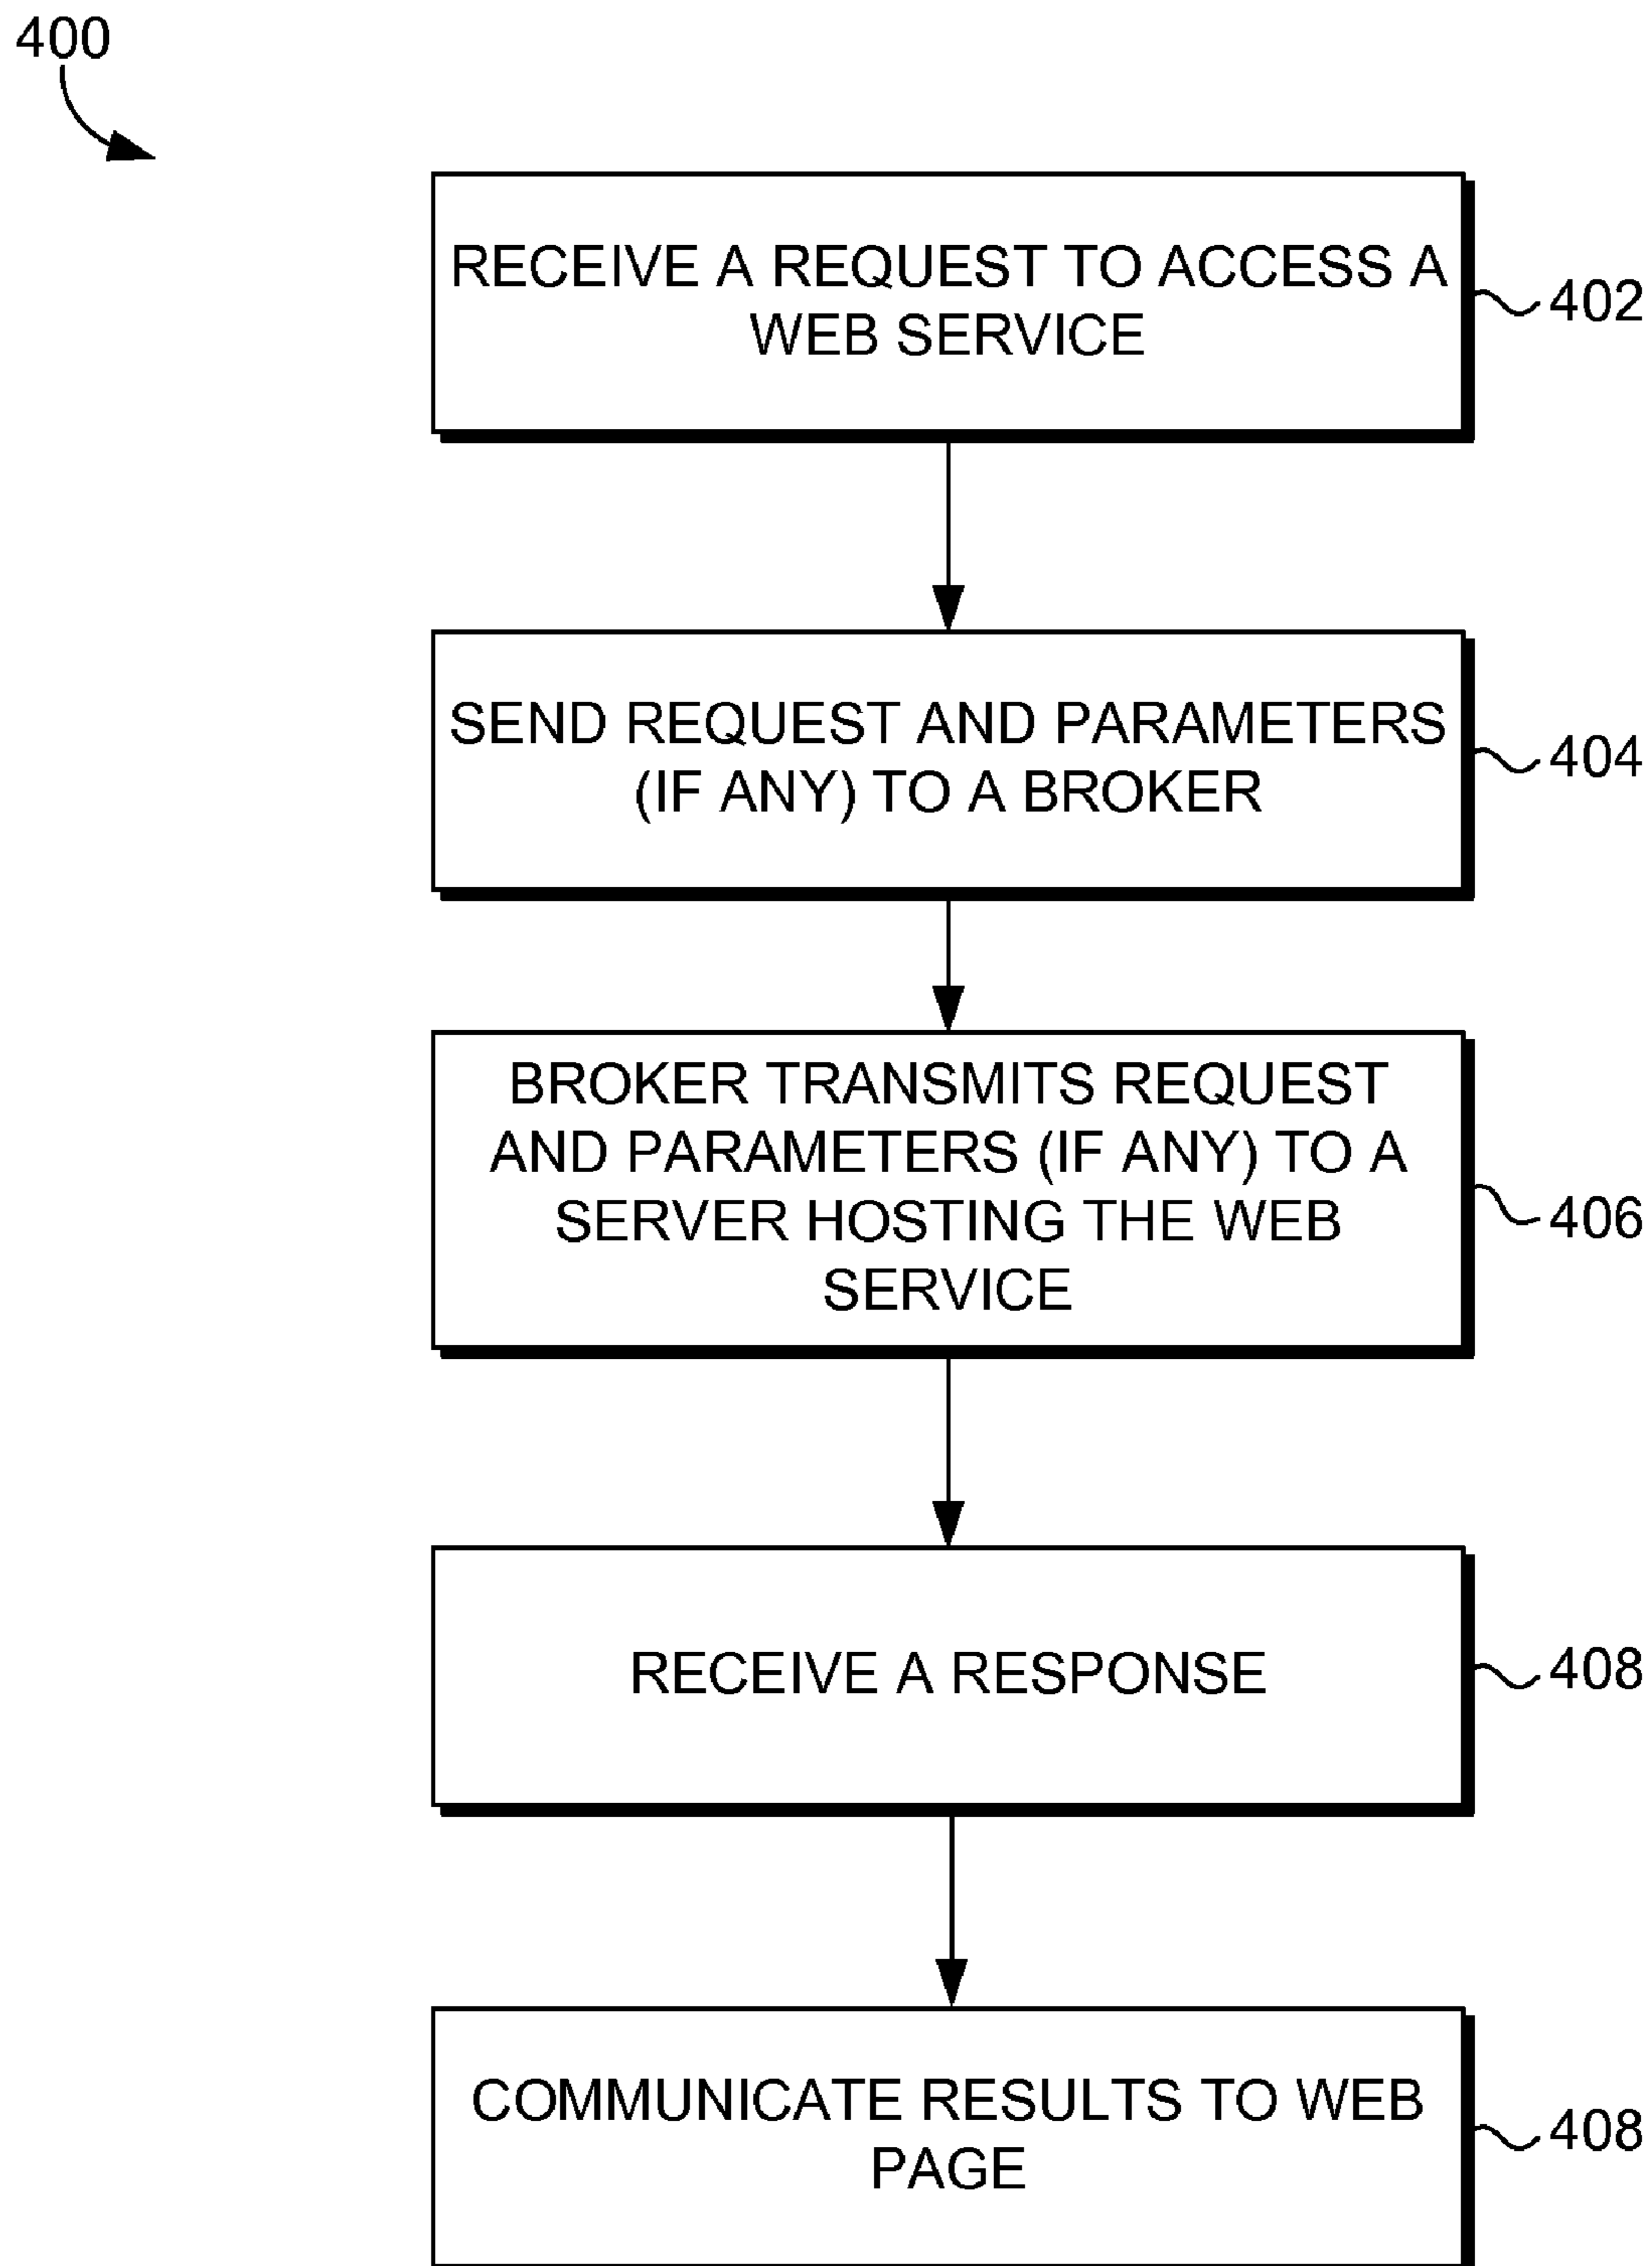 400
RECEIVE A REQUEST TO ACCESS A
WEB SERVICE
402
SEND REQUEST AND PARAMETERS
(IF ANY) TO A BROKER
404
BROKER TRANSMITS REQUEST
AND PARAMETERS (IF ANY) TO A
SERVER HOSTING THE WEB
SERVICE
406
RECEIVE A RESPONSE
408
COMMUNICATE RESULTS TO WEB
PAGE
408